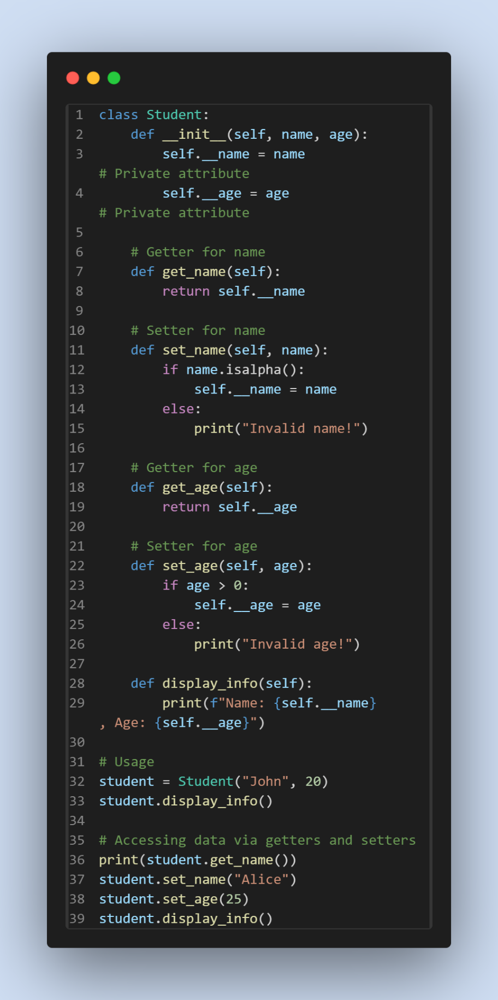 1 class Student:
2     def __init__(self, name, age):
3         self.__name = name
# Private attribute
4         self.__age = age
# Private attribute
5
6     # Getter for name
7     def get_name(self):
8         return self.__name
9
10     # Setter for name
11     def set_name(self, name):
12         if name.isalpha():
13             self.__name = name
14         else:
15             print("Invalid name!")
16
17     # Getter for age
18     def get_age(self):
19         return self.__age
20
21     # Setter for age
22     def set_age(self, age):
23         if age > 0:
24             self.__age = age
25         else:
26             print("Invalid age!")
27
28     def display_info(self):
29         print(f"Name: {self.__name}
, Age: {self.__age}")
30
31 # Usage
32 student = Student("John", 20)
33 student.display_info()
34
35 # Accessing data via getters and setters
36 print(student.get_name())
37 student.set_name("Alice")
38 student.set_age(25)
39 student.display_info()